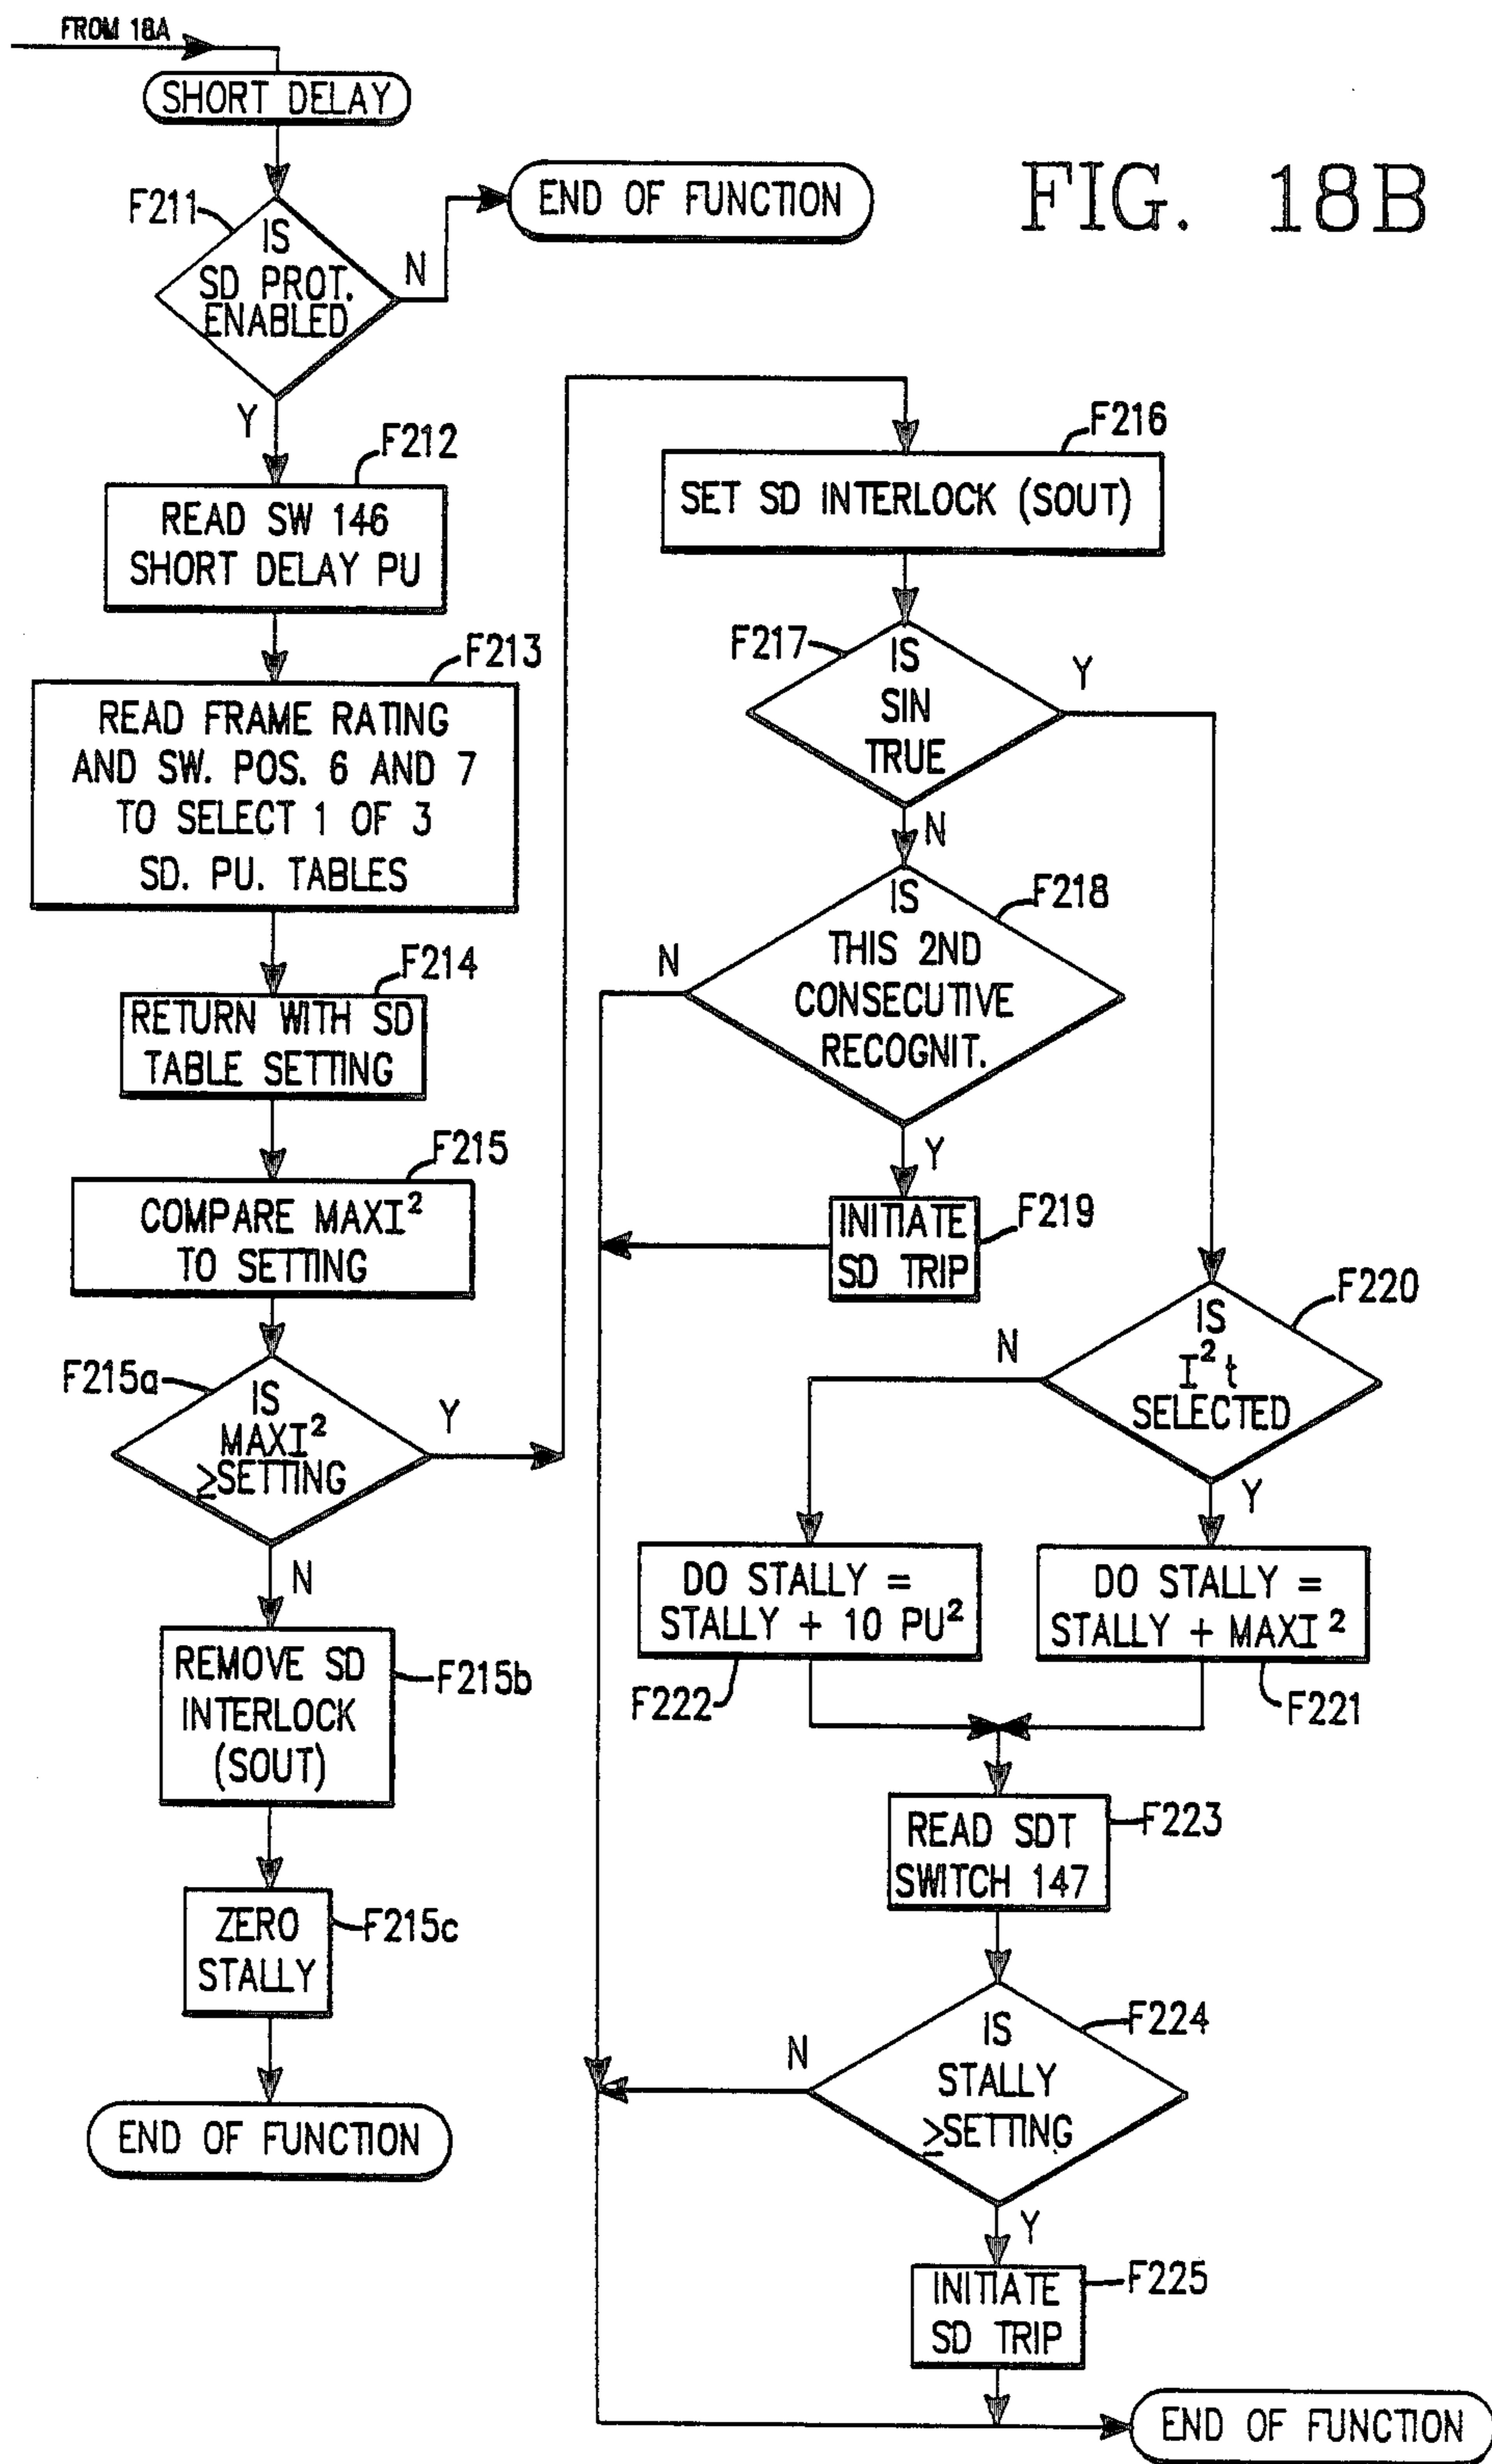 FROM 18A
SHORT DELAY
FIG. 18B
F211
IS
SD PROT.
ENABLED
N
END OF FUNCTION
Y
F212
READ SW 146
SHORT DELAY PU
F213
READ FRAME RATING
AND SW. POS. 6 AND 7
TO SELECT 1 OF 3
SD. PU. TABLES
F214
RETURN WITH SD
TABLE SETTING
F215
COMPARE MAXI²
TO SETTING
F215a
IS
MAXI²
≥SETTING
Y
N
REMOVE SD
INTERLOCK
(SOUT)
F215b
ZERO
STALLY
F215c
END OF FUNCTION
F216
SET SD INTERLOCK (SOUT)
F217
IS
SIN
TRUE
Y
N
F218
IS
THIS 2ND
CONSECUTIVE
RECOGNIT.
N
Y
INITIATE
SD TRIP
F219
F220
IS
I²t
SELECTED
N
Y
DO STALLY =
STALLY + 10 PU²
F222
DO STALLY =
STALLY + MAXI²
F221
READ SDT
SWITCH 147
F223
F224
IS
STALLY
≥SETTING
N
Y
INITIATE
SD TRIP
F225
END OF FUNCTION